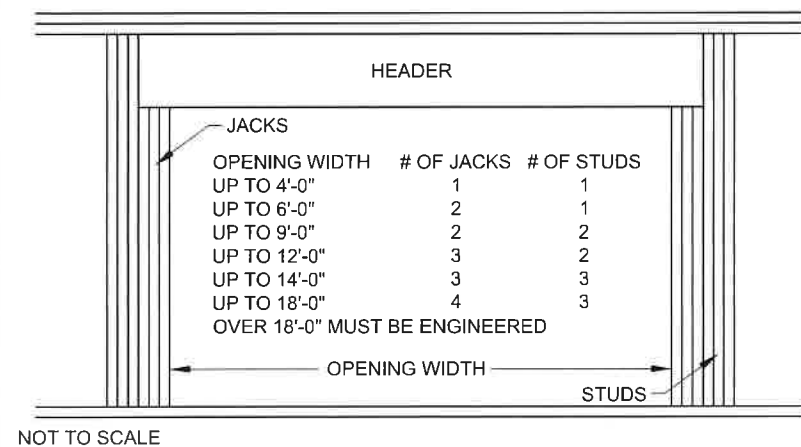 HEADER
JACKS
OPENING WIDTH # OF JACKS # OF STUDS
UP TO 4'-0" 1 1
UP TO 6'-0" 2 1
UP TO 9'-0" 2 2
UP TO 12'-0" 3 2
UP TO 14'-0" 3 3
UP TO 18'-0" 4 3
OVER 18'-0" MUST BE ENGINEERED
OPENING WIDTH
STUDS
NOT TO SCALE